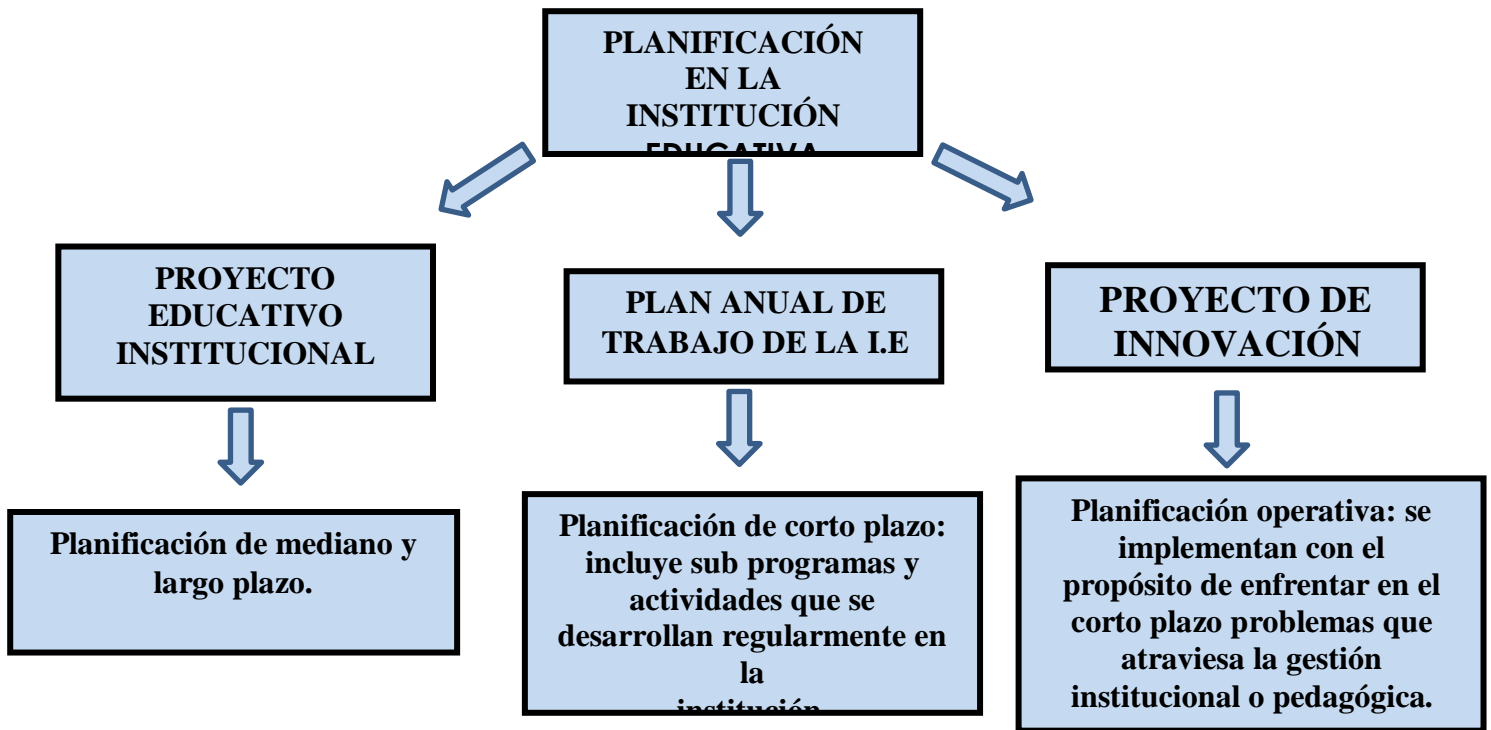 PLANIFICACIÓN
EN LA
INSTITUCIÓN
EDUCATIVA
PROYECTO
EDUCATIVO
INSTITUCIONAL
PLAN ANUAL DE
TRABAJO DE LA I.E
PROYECTO DE
INNOVACIÓN
Planificación de mediano y
largo plazo.
Planificación de corto plazo:
incluye sub programas y
actividades que se
desarrollan regularmente en
la
institución
Planificación operativa: se
implementan con el
propósito de enfrentar en el
corto plazo problemas que
atraviesa la gestión
institucional o pedagógica.